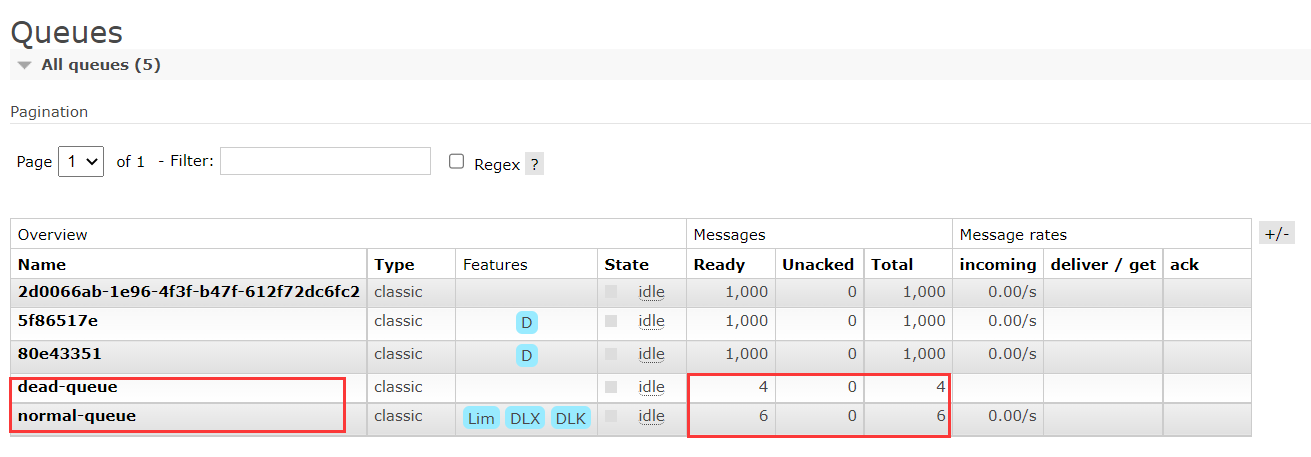 Queues
All queues (5)
Pagination
Page 1 of 1 - Filter: Regex ?
Overview Messages Message rates +/-
Name Type Features State Ready Unacked Total incoming deliver / get ack
2d0066ab-1e96-4f3f-b47f-612f72dc6fc2 classic idle 1,000 0 1,000 0.00/s
5f86517e classic D idle 1,000 0 1,000 0.00/s
80e43351 classic D idle 1,000 0 1,000 0.00/s
dead-queue classic idle 4 0 4
normal-queue classic Lim DLX DLK idle 6 0 6 0.00/s